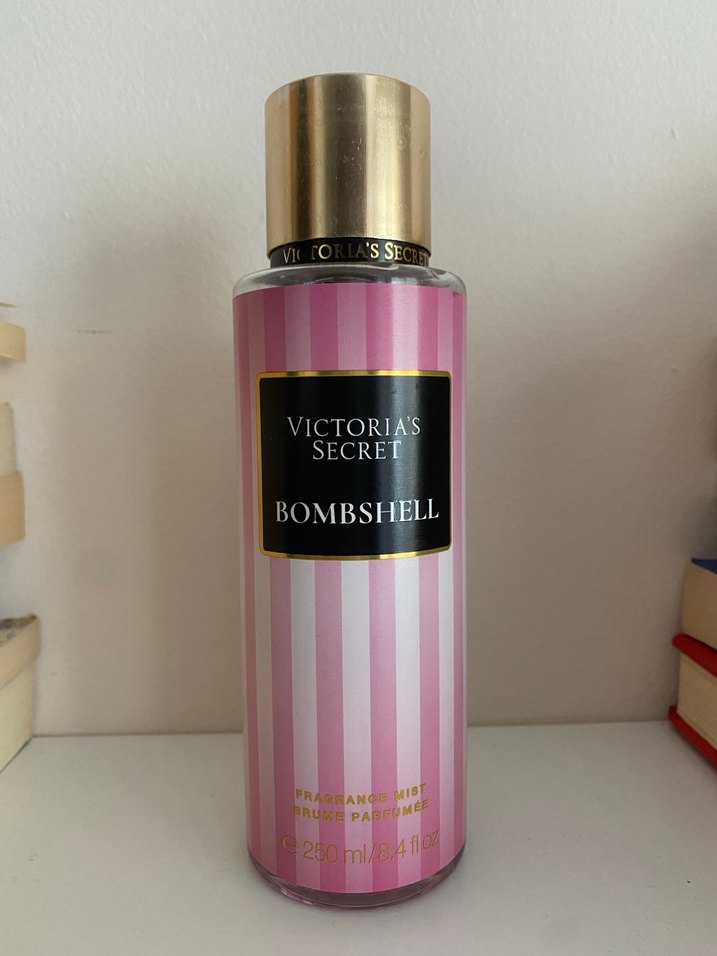 VICTORIA'S SECRET
VICTORIA'S
SECRET
BOMBSHELL
FRAGRANCE MIST
BRUME PARFUMÉE
e 250 ml/8.4 fl oz